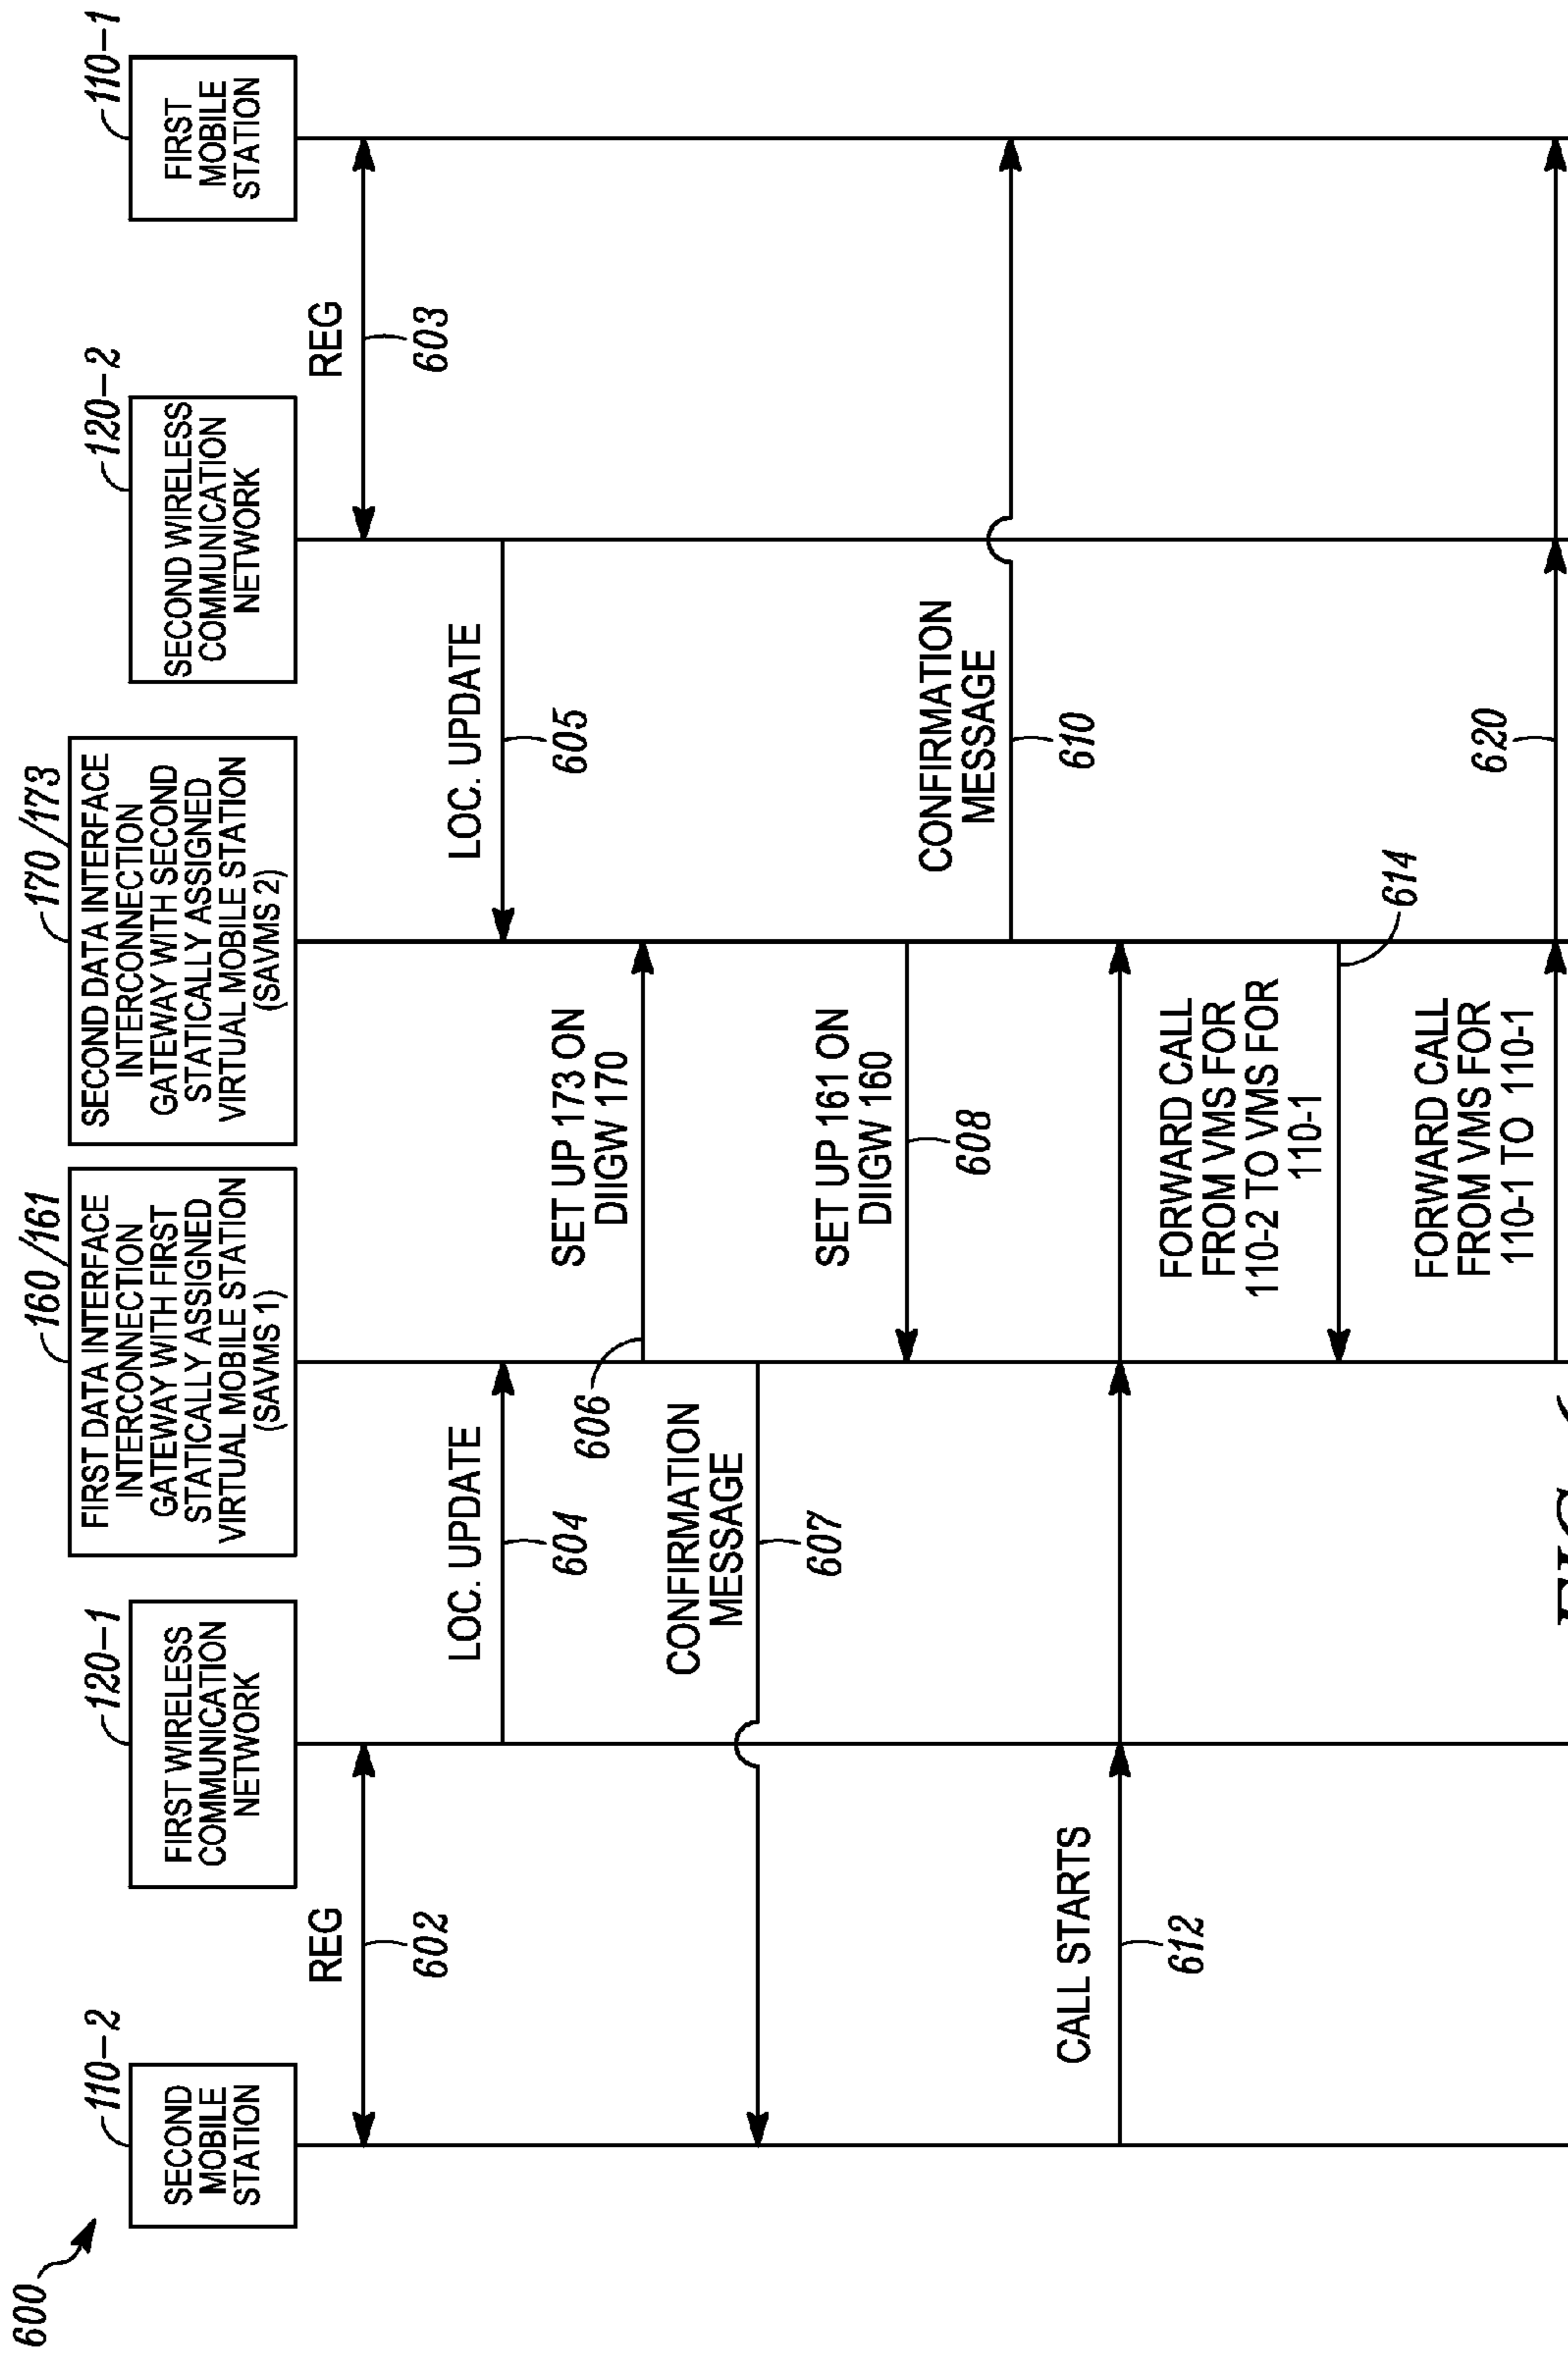 600
110-2
SECOND
MOBILE
STATION
120-1
FIRST WIRELESS
COMMUNICATION
NETWORK
160/161
FIRST DATA INTERFACE
INTERCONNECTION
GATEWAY WITH FIRST
STATICALLY ASSIGNED
VIRTUAL MOBILE STATION
(SAVMS 1)
170/173
SECOND DATA INTERFACE
INTERCONNECTION
GATEWAY WITH SECOND
STATICALLY ASSIGNED
VIRTUAL MOBILE STATION
(SAVMS 2)
120-2
SECOND WIRELESS
COMMUNICATION
NETWORK
110-1
FIRST
MOBILE
STATION
REG
602
REG
603
LOC. UPDATE
604
LOC. UPDATE
605
SET UP 173 ON
DIIGW 170
606
CONFIRMATION
MESSAGE
607
SET UP 161 ON
DIIGW 160
608
CONFIRMATION
MESSAGE
610
CALL STARTS
612
FORWARD CALL
FROM VMS FOR
110-2 TO VMS FOR
110-1
614
FORWARD CALL
FROM VMS FOR
110-1 TO 110-1
620